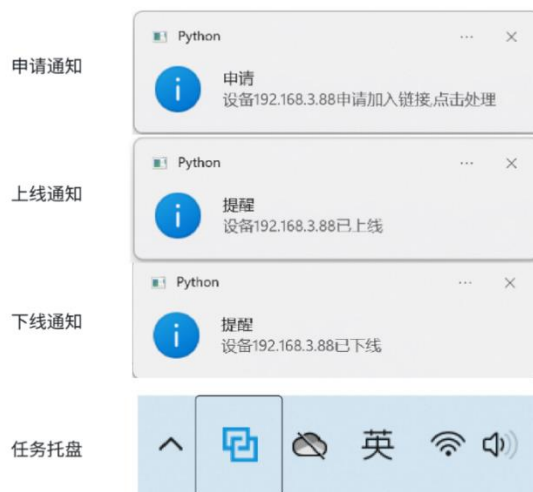 申请通知
Python
申请
设备192.168.3.88申请加入链接,点击处理
上线通知
Python
提醒
设备192.168.3.88已上线
下线通知
Python
提醒
设备192.168.3.88已下线
任务托盘
英